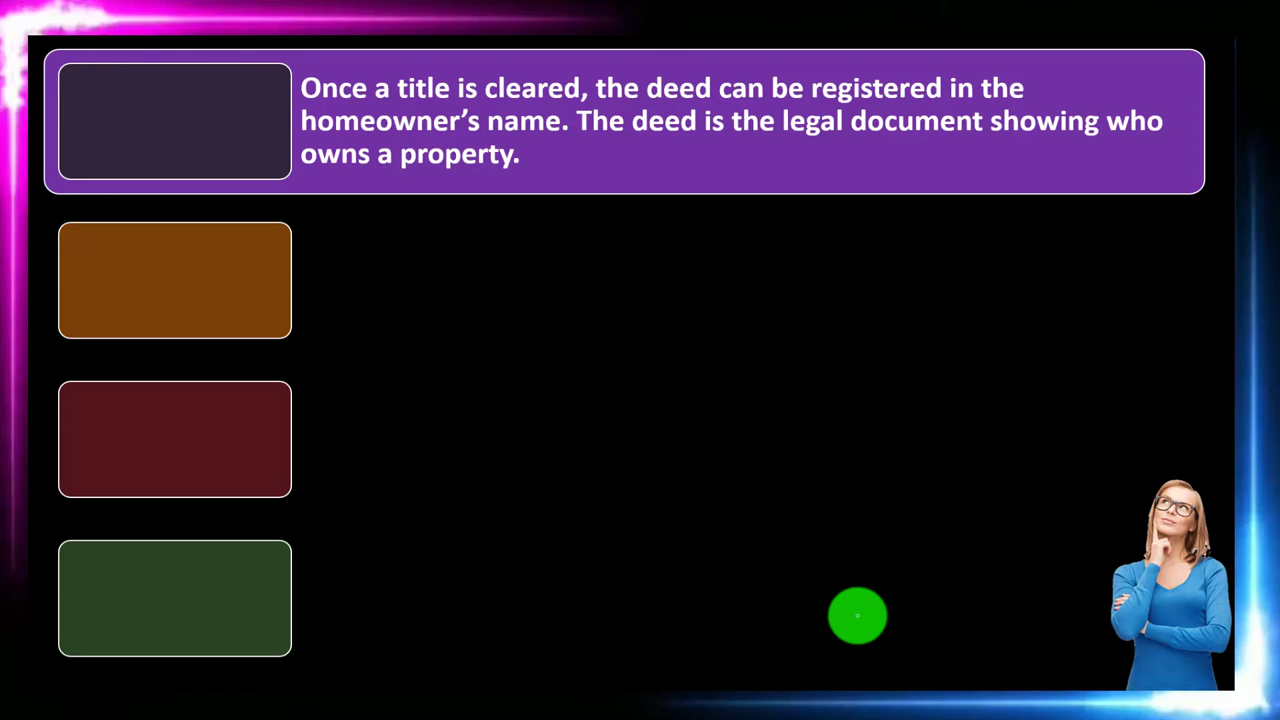 Once a title is cleared, the deed can be registered in the
homeowner’s name. The deed is the legal document showing who
owns a property.